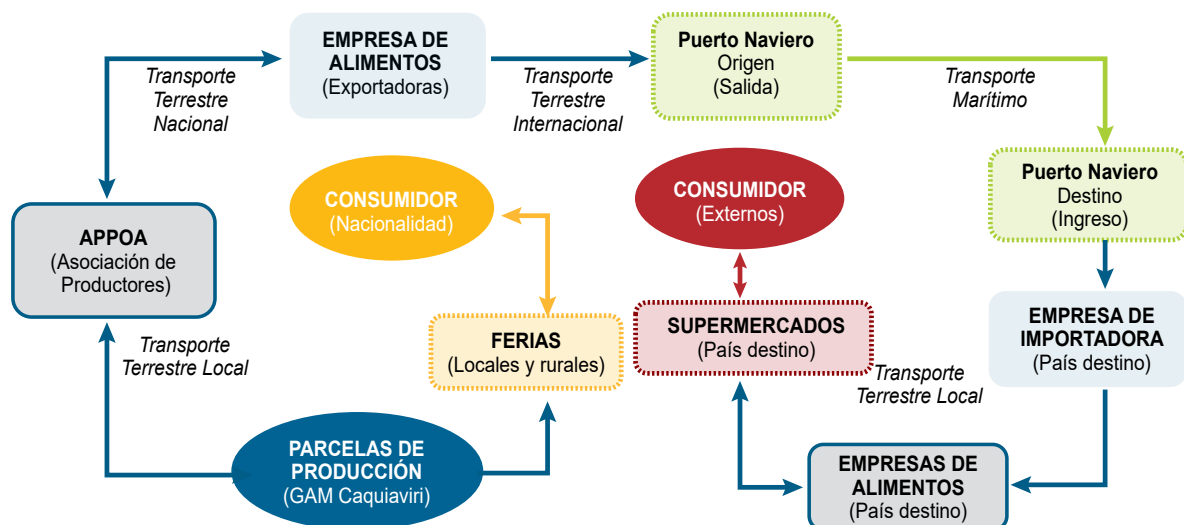 EMPRESA DE
ALIMENTOS
(Exportadoras)
Puerto Naviero
Origen
(Salida)
Transporte
Terrestre
Nacional
Transporte
Terrestre
Internacional
Transporte
Marítimo
CONSUMIDOR
(Nacionalidad)
CONSUMIDOR
(Externos)
Puerto Naviero
Destino
(Ingreso)
APPOA
(Asociación de
Productores)
FERIAS
(Locales y rurales)
SUPERMERCADOS
(País destino)
EMPRESA DE
IMPORTADORA
(País destino)
Transporte
Terrestre Local
Transporte
Terrestre Local
PARCELAS DE
PRODUCCIÓN
(GAM Caquiaviri)
EMPRESAS DE
ALIMENTOS
(País destino)